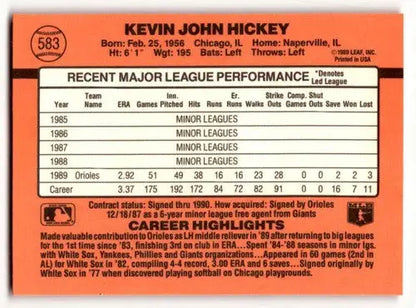 583
KEVIN JOHN HICKEY
Born: Feb. 25, 1956 Chicago, IL Home: Naperville, IL
Ht: 6'1" Wgt: 195 Bats: Left Throws: Left
© 1989 LEAF, INC.
Printed in USA
RECENT MAJOR LEAGUE PERFORMANCE *Denotes Led League
Year Team Name ERA Games Inn. Pitched Hits Runs Er. Runs Walks Strike Outs Comp. Games Shut Outs Save Won Lost
1985 MINOR LEAGUES
1986 MINOR LEAGUES
1987 MINOR LEAGUES
1988 MINOR LEAGUES
1989 Orioles 2.92 51 49 38 16 16 23 28 0 0 2 2 3
Career 3.37 175 192 174 84 72 82 91 0 0 16 7 11
Contract status: Signed thru 1990. How acquired: Signed by Orioles
12/18/87 as a 6-year minor league free agent from Giants
CAREER HIGHLIGHTS
Made valuable contribution to Orioles as LH middle reliever in '89 after returning to big leagues
for the 1st time since '83, finishing 3rd on club in ERA...Spent '84-'88 seasons in minor lgs.
with White Sox, Yankees, Phillies and Giants organizations...Appeared in 60 games (2nd
in AL) for White Sox in '82, compiling 4-4 record, 3.00 ERA and 6 saves...Signed originally
by White Sox in '77 when discovered playing softball on Chicago playgrounds.